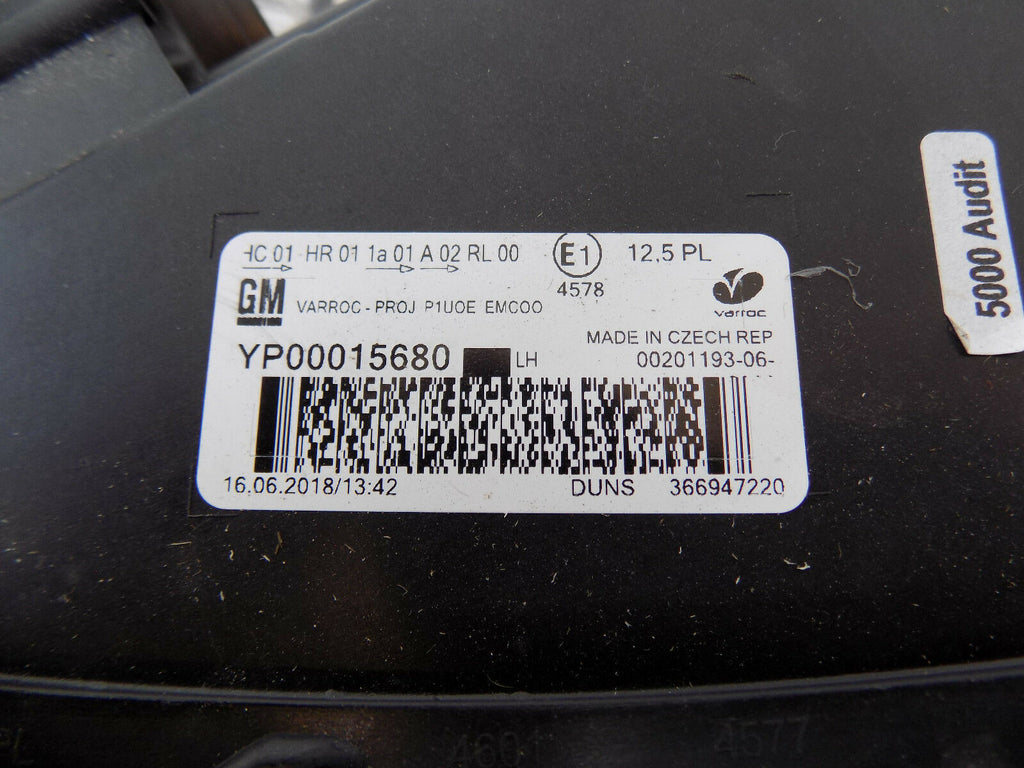 HC 01 HR 01 1a 01 A 02 RL 00
E1
4578
12,5 PL
GM
VARROC - PROJ P1UOE EMCOO
varroc
MADE IN CZECH REP
YP00015680
LH
00201193-06-
16.06.2018/13:42
DUNS 366947220
5000 Audit
4601
4577